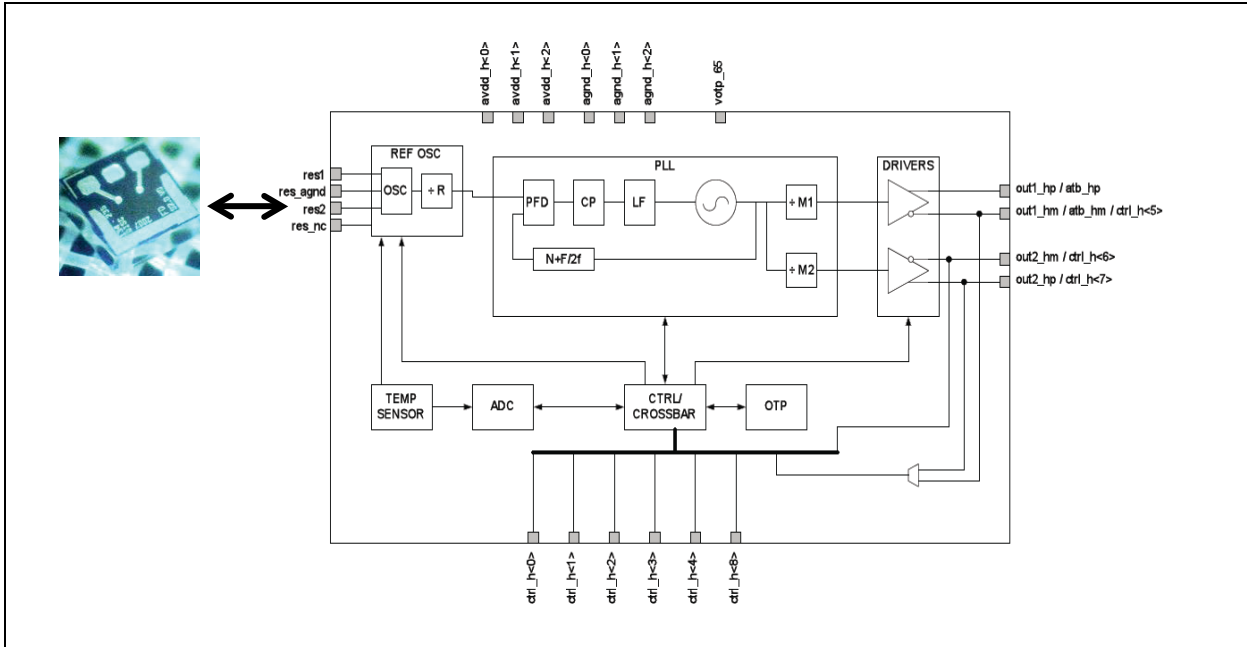 avdd_h<0>
avdd_h<1>
avdd_h<2>
agnd_h<0>
agnd_h<1>
agnd_h<2>
votp_65
REF OSC
PLL
DRIVERS
res1
res_agnd
res2
res_nc
OSC
÷ R
PFD
CP
LF
÷ M1
N+F/2f
÷ M2
out1_hp / atb_hp
out1_hm / atb_hm / ctrl_h<5>
out2_hm / ctrl_h<6>
out2_hp / ctrl_h<7>
TEMP
SENSOR
ADC
CTRL/
CROSSBAR
OTP
ctrl_h<0>
ctrl_h<1>
ctrl_h<2>
ctrl_h<3>
ctrl_h<4>
ctrl_h<8>